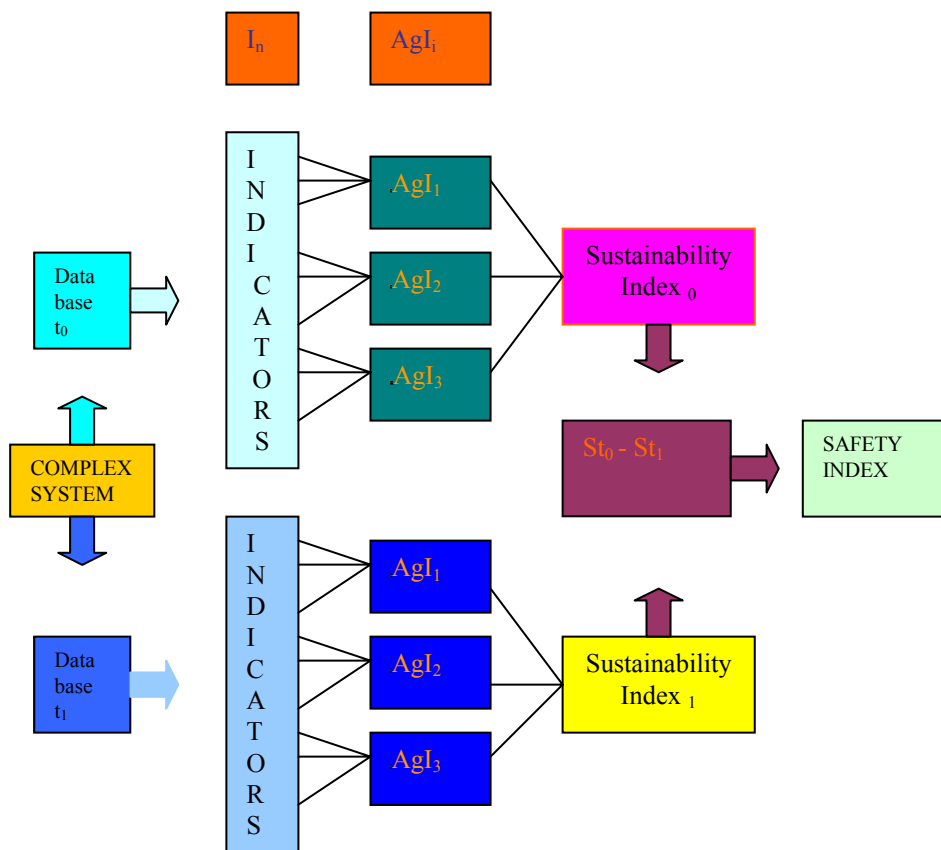 Iₙ
AgIᵢ
I
N
D
I
C
A
T
O
R
S
AgI₁
AgI₂
AgI₃
Data
base
t₀
Sustainability
Index ₀
COMPLEX
SYSTEM
St₀ - St₁
SAFETY
INDEX
I
N
D
I
C
A
T
O
R
S
AgI₁
AgI₂
AgI₃
Data
base
t₁
Sustainability
Index ₁